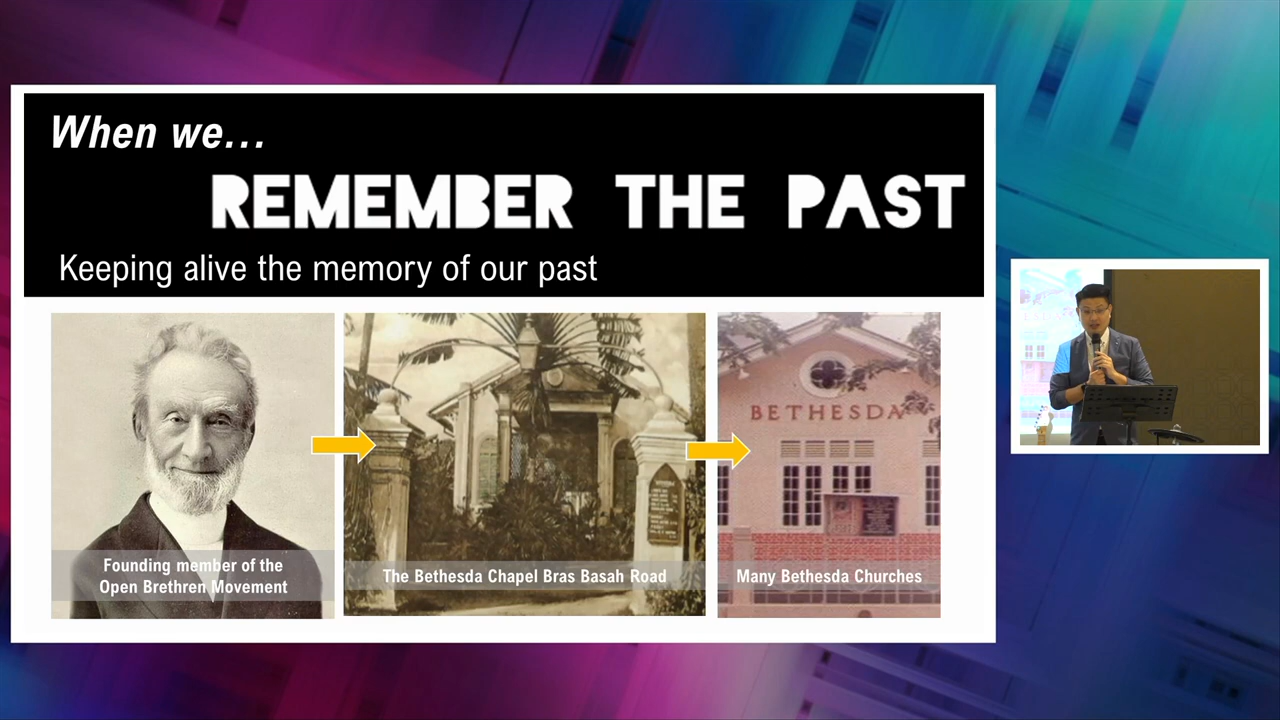 When we...
REMEMBER THE PAST
Keeping alive the memory of our past
Founding member of the
Open Brethren Movement
The Bethesda Chapel Bras Basah Road
BETHESDA
Many Bethesda Churches